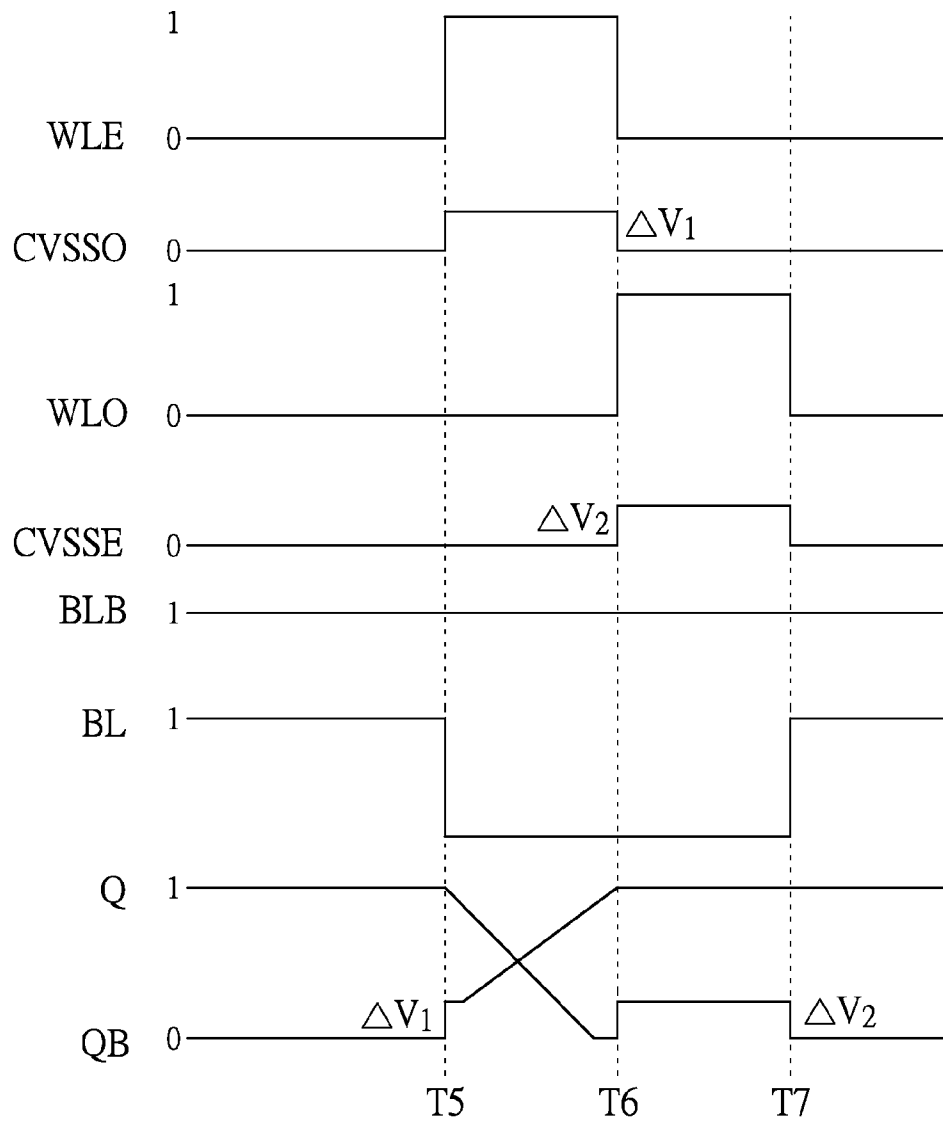 1
WLE 0
CVSSO 0 △V1
1
WLO 0
△V2
CVSSE 0
BLB 1
BL 1
Q 1
△V1 △V2
QB 0
T5 T6 T7